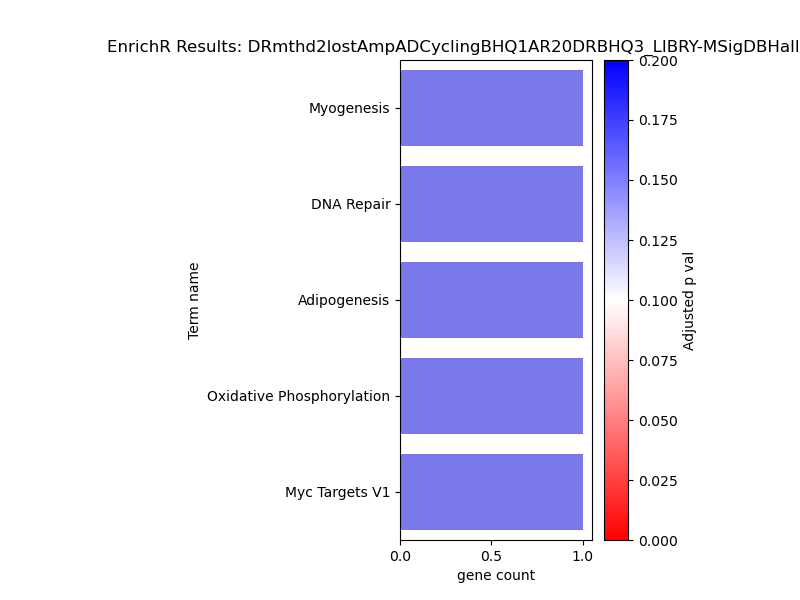 EnrichR Results: DRmthd2lostAmpADCyclingBHQ1AR20DRBHQ3_LIBRY-MSigDBHall
Myogenesis
DNA Repair
Adipogenesis
Oxidative Phosphorylation
Myc Targets V1
Term name
0.0 0.5 1.0
gene count
0.200
0.175
0.150
0.125
0.100
0.075
0.050
0.025
0.000
Adjusted p val